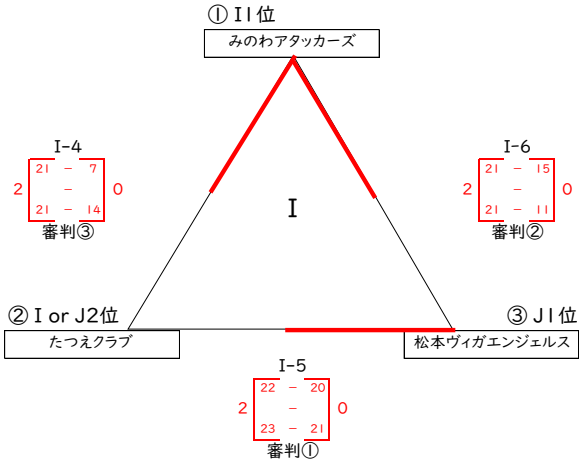 ① I1位
みのわアタッカーズ
I-4
21 - 7
2 - 0
21 - 14
審判③
I-6
21 - 15
2 - 0
21 - 11
審判②
I
② I or J2位
たつえクラブ
③ J1位
松本ヴィガエンジェルス
I-5
22 - 20
2 - 0
23 - 21
審判①